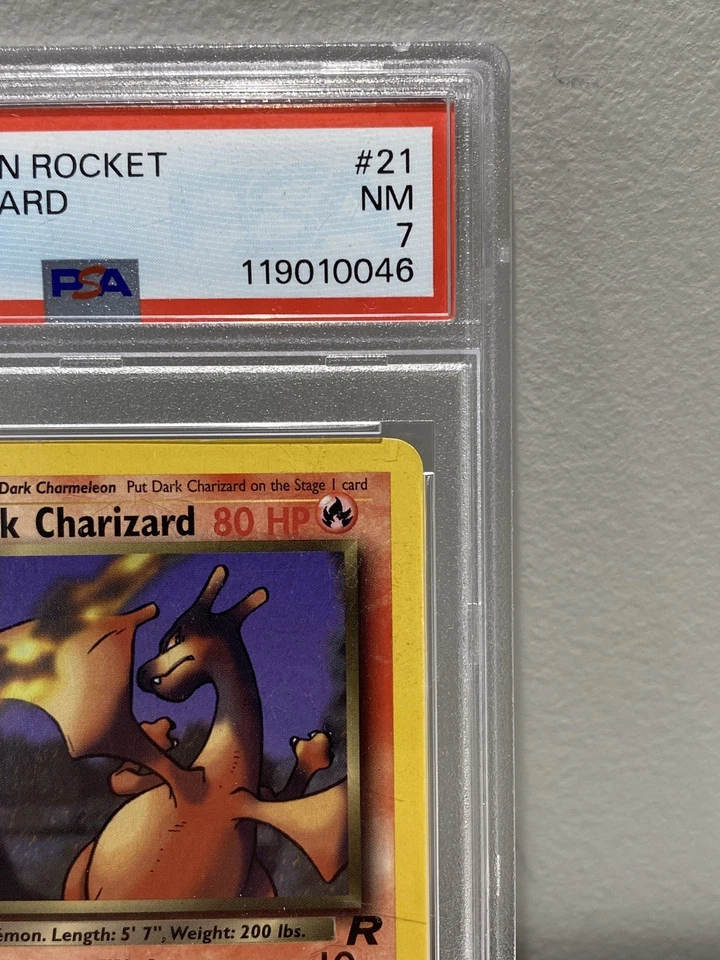 N ROCKET #21
ARD NM
7
PSA 119010046
Dark Charmeleon Put Dark Charizard on the Stage 1 card
k Charizard 80 HP
émon. Length: 5' 7", Weight: 200 lbs. R